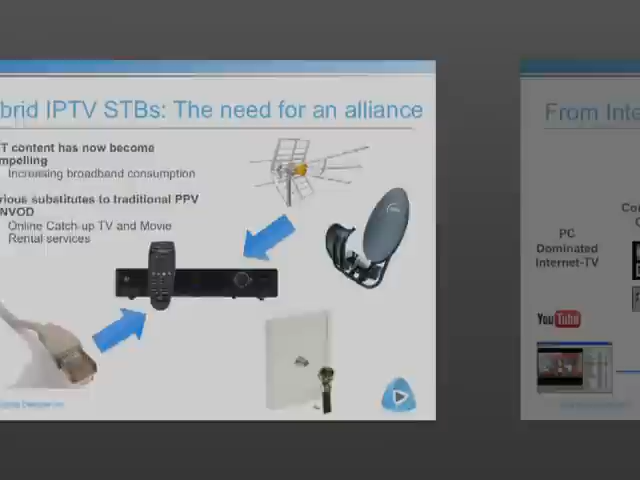 brid IPTV STBs: The need for an alliance
T content has now become
mpelling
Increasing broadband consumption
rious substitutes to traditional PPV
NVOD
Online Catch-up TV and Movie
Rental services
From Inte
Co
PC
Dominated
Internet-TV
YouTube